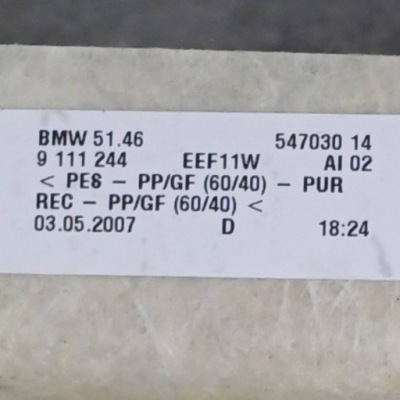 BMW 51.46 547030 14
9 111 244 EEF11W AI 02
< PES – PP/GF (60/40) – PUR
REC – PP/GF (60/40) <
03.05.2007 D 18:24